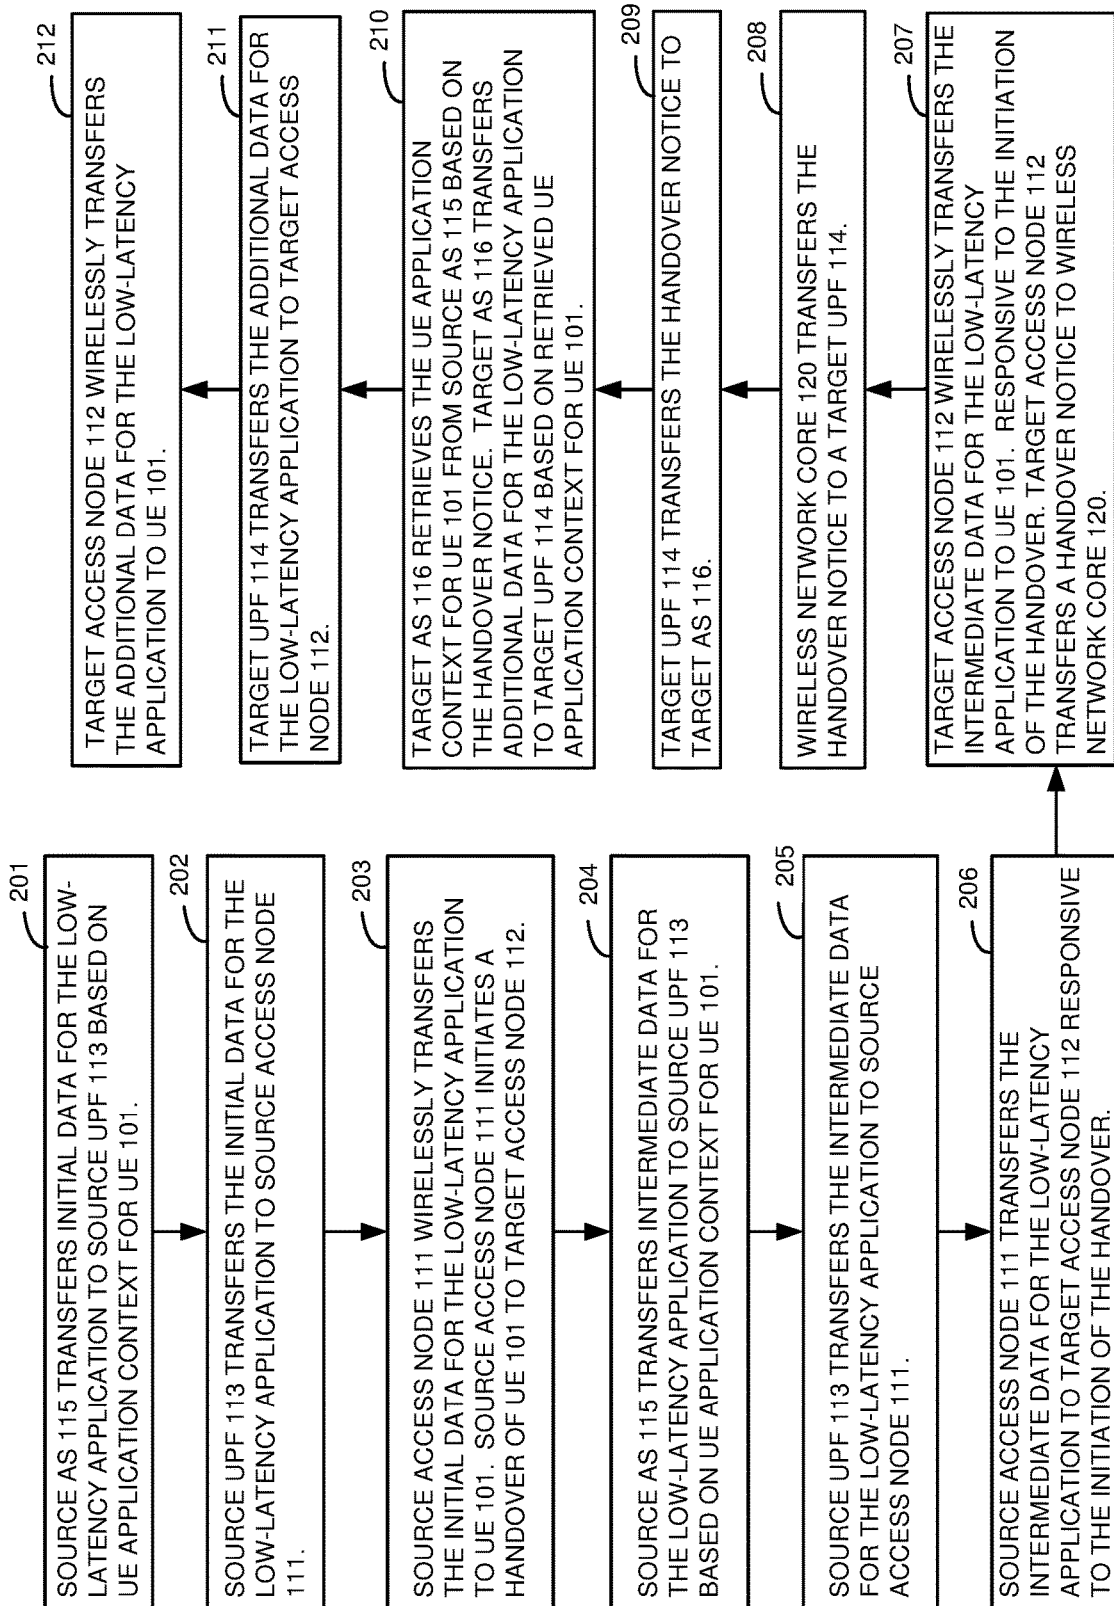 201
SOURCE AS 115 TRANSFERS INITIAL DATA FOR THE LOW-
LATENCY APPLICATION TO SOURCE UPF 113 BASED ON
UE APPLICATION CONTEXT FOR UE 101.
202
SOURCE UPF 113 TRANSFERS THE INITIAL DATA FOR THE
LOW-LATENCY APPLICATION TO SOURCE ACCESS NODE
111.
203
SOURCE ACCESS NODE 111 WIRELESSLY TRANSFERS
THE INITIAL DATA FOR THE LOW-LATENCY APPLICATION
TO UE 101. SOURCE ACCESS NODE 111 INITIATES A
HANDOVER OF UE 101 TO TARGET ACCESS NODE 112.
204
SOURCE AS 115 TRANSFERS INTERMEDIATE DATA FOR
THE LOW-LATENCY APPLICATION TO SOURCE UPF 113
BASED ON UE APPLICATION CONTEXT FOR UE 101.
205
SOURCE UPF 113 TRANSFERS THE INTERMEDIATE DATA
FOR THE LOW-LATENCY APPLICATION TO SOURCE
ACCESS NODE 111.
206
SOURCE ACCESS NODE 111 TRANSFERS THE
INTERMEDIATE DATA FOR THE LOW-LATENCY
APPLICATION TO TARGET ACCESS NODE 112 RESPONSIVE
TO THE INITIATION OF THE HANDOVER.
207
TARGET ACCESS NODE 112 WIRELESSLY TRANSFERS THE
INTERMEDIATE DATA FOR THE LOW-LATENCY
APPLICATION TO UE 101. RESPONSIVE TO THE INITIATION
OF THE HANDOVER. TARGET ACCESS NODE 112
TRANSFERS A HANDOVER NOTICE TO WIRELESS
NETWORK CORE 120.
208
WIRELESS NETWORK CORE 120 TRANSFERS THE
HANDOVER NOTICE TO A TARGET UPF 114.
209
TARGET UPF 114 TRANSFERS THE HANDOVER NOTICE TO
TARGET AS 116.
210
TARGET AS 116 RETRIEVES THE UE APPLICATION
CONTEXT FOR UE 101 FROM SOURCE AS 115 BASED ON
THE HANDOVER NOTICE. TARGET AS 116 TRANSFERS
ADDITIONAL DATA FOR THE LOW-LATENCY APPLICATION
TO TARGET UPF 114 BASED ON RETRIEVED UE
APPLICATION CONTEXT FOR UE 101.
211
TARGET UPF 114 TRANSFERS THE ADDITIONAL DATA FOR
THE LOW-LATENCY APPLICATION TO TARGET ACCESS
NODE 112.
212
TARGET ACCESS NODE 112 WIRELESSLY TRANSFERS
THE ADDITIONAL DATA FOR THE LOW-LATENCY
APPLICATION TO UE 101.